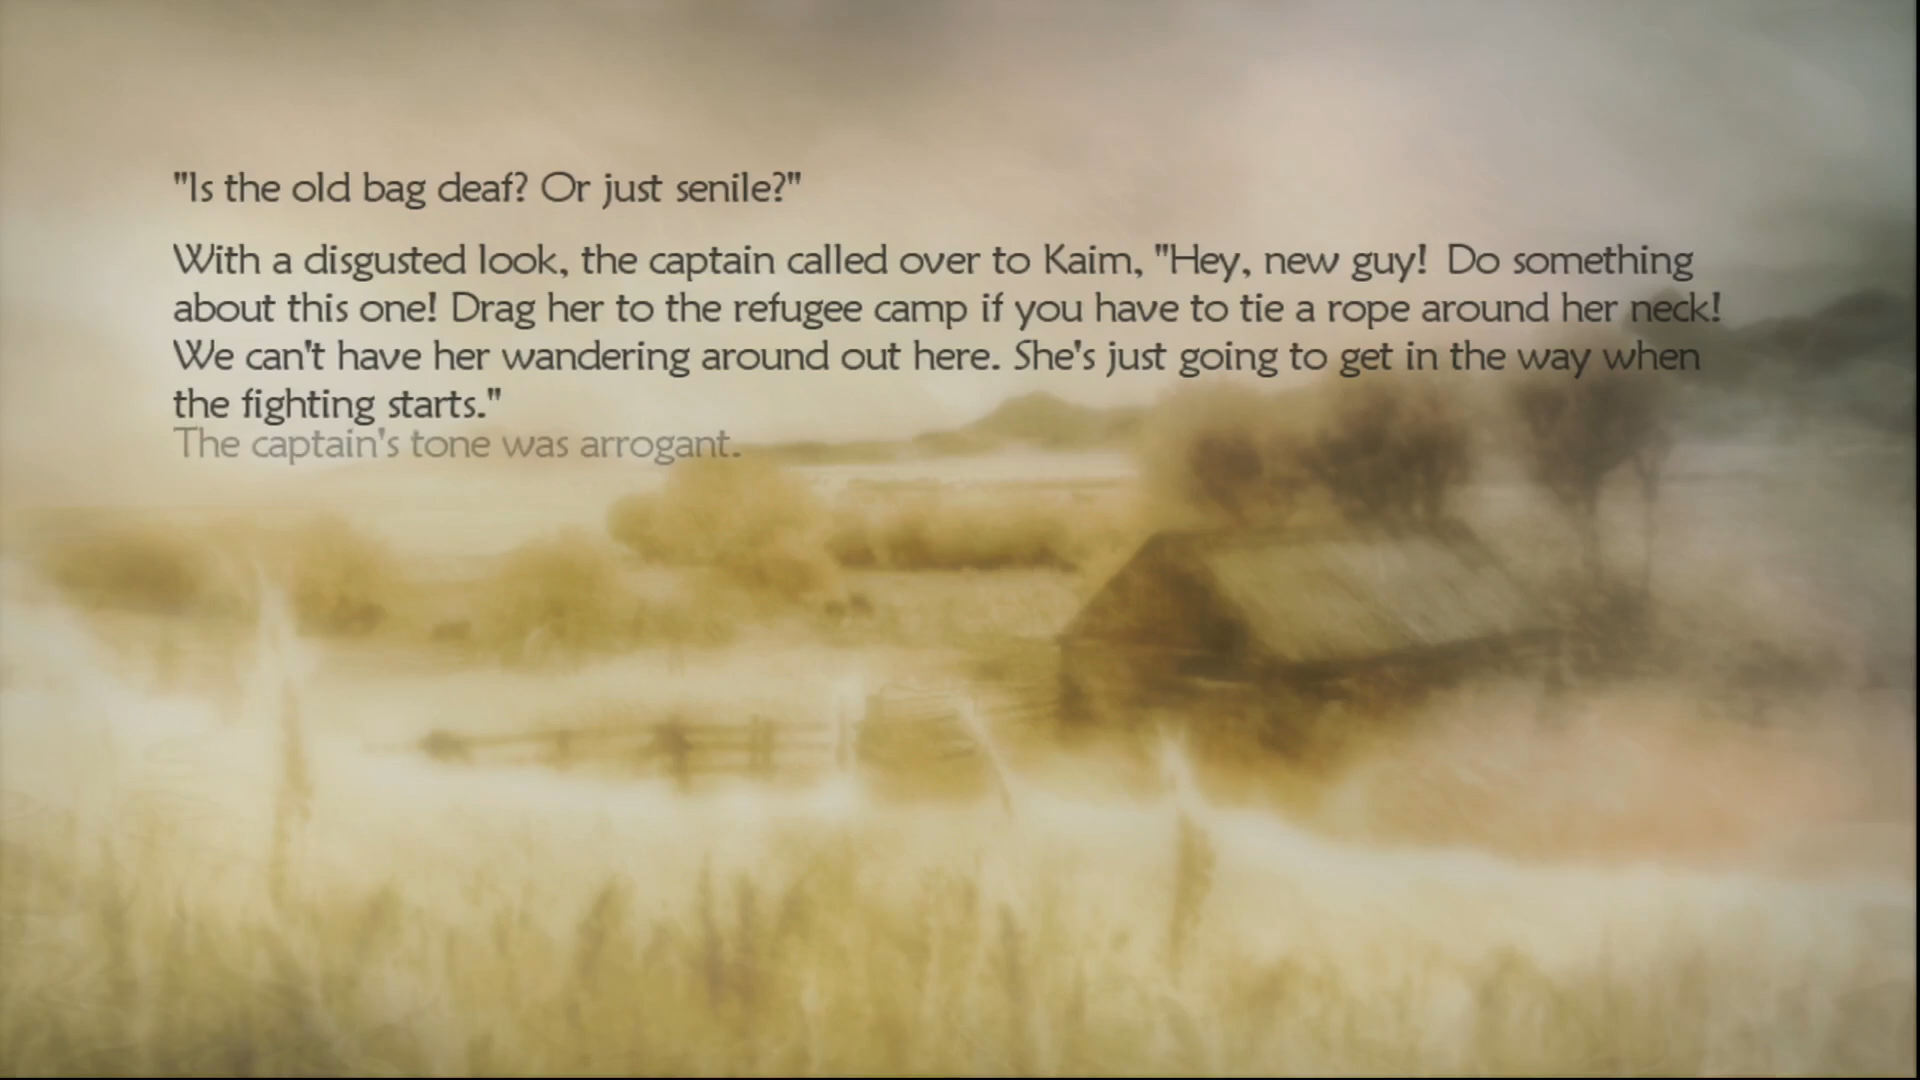 "Is the old bag deaf? Or just senile?"
With a disgusted look, the captain called over to Kaim, "Hey, new guy! Do something
about this one! Drag her to the refugee camp if you have to tie a rope around her neck!
We can't have her wandering around out here. She's just going to get in the way when
the fighting starts."
The captain's tone was arrogant.